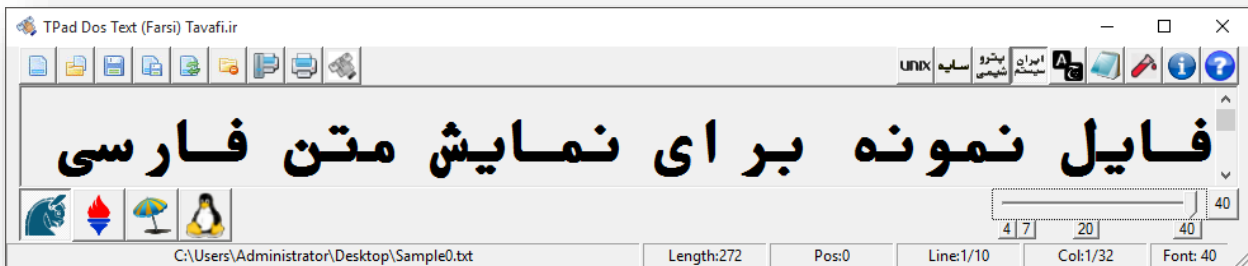 TPad Dos Text (Farsi) Tavafi.ir
UNIX سایه پترو شیمی ایران سیستم
فایل نمونه برای نمایش متن فارسی
40
4 7 20 40
C:\Users\Administrator\Desktop\Sample0.txt Length:272 Pos:0 Line:1/10 Col:1/32 Font: 40